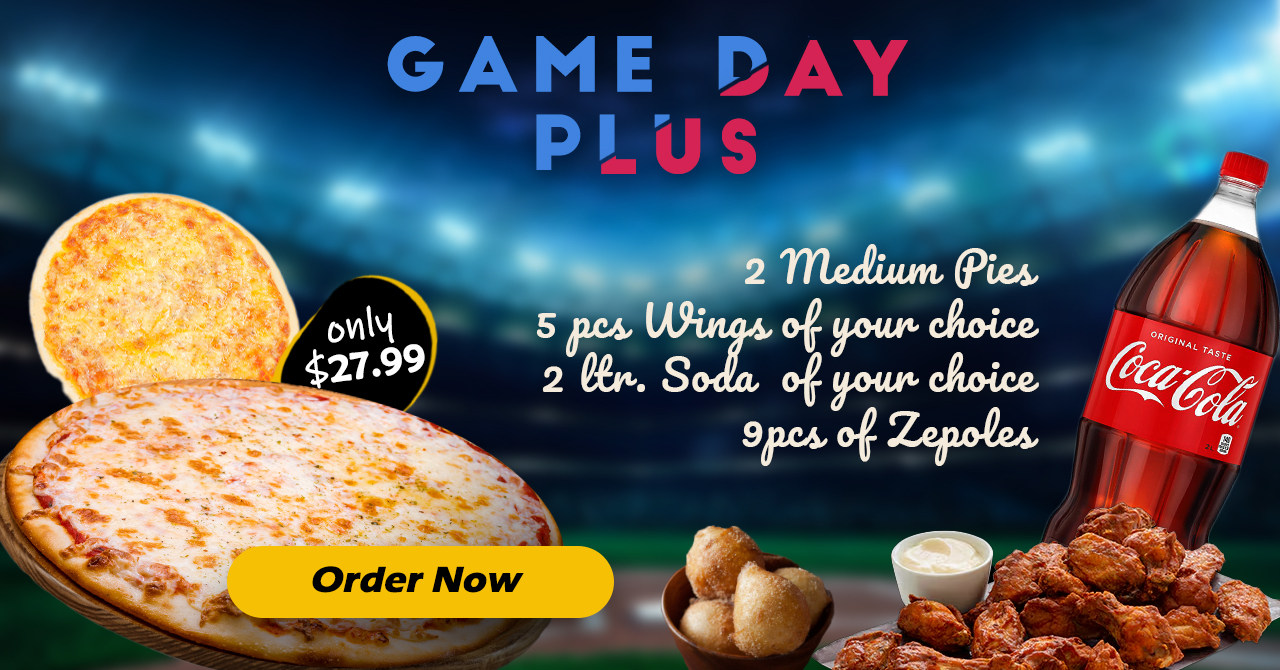 GAME DAY
PLUS
only
$27.99
2 Medium Pies
5 pcs Wings of your choice
2 ltr. Soda of your choice
9pcs of Zepoles
ORIGINAL TASTE
Coca-Cola
Order Now